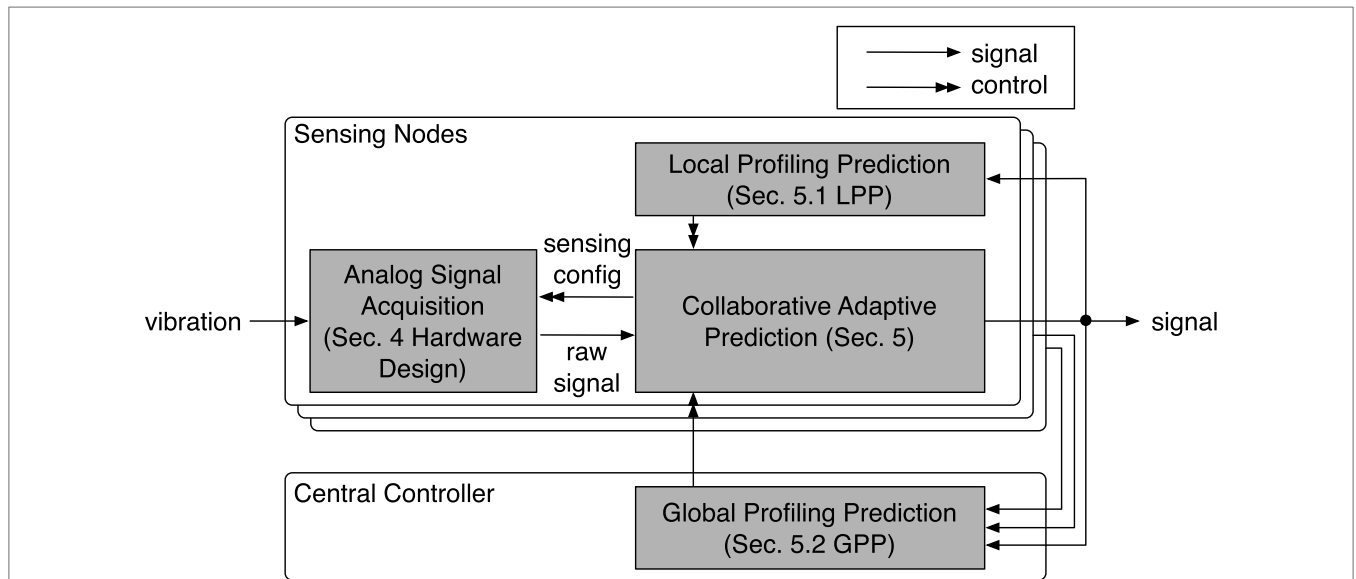 signal
control
Sensing Nodes
Local Profiling Prediction
(Sec. 5.1 LPP)
sensing
config
Analog Signal
Acquisition
(Sec. 4 Hardware
Design)
Collaborative Adaptive
Prediction (Sec. 5)
vibration
signal
raw
signal
Central Controller
Global Profiling Prediction
(Sec. 5.2 GPP)